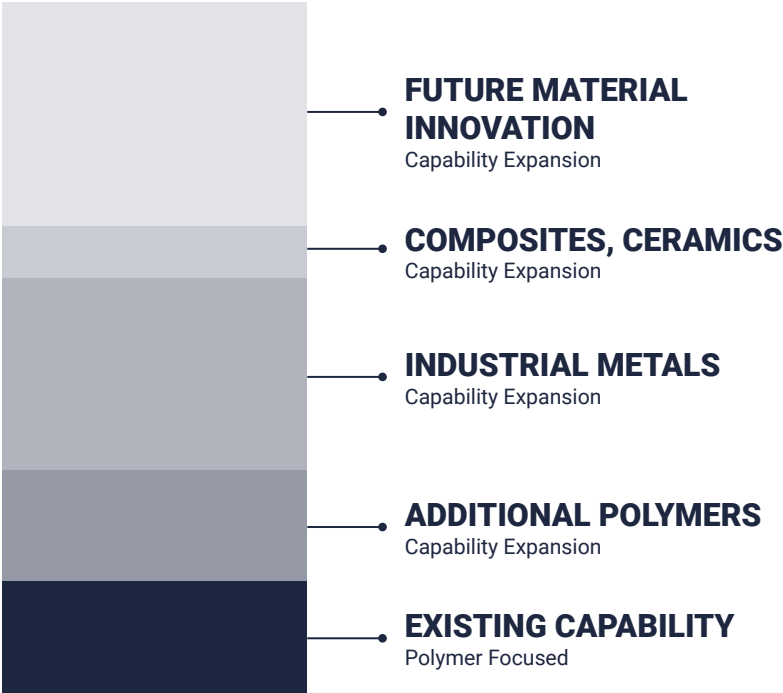 FUTURE MATERIAL
INNOVATION
Capability Expansion
COMPOSITES, CERAMICS
Capability Expansion
INDUSTRIAL METALS
Capability Expansion
ADDITIONAL POLYMERS
Capability Expansion
EXISTING CAPABILITY
Polymer Focused